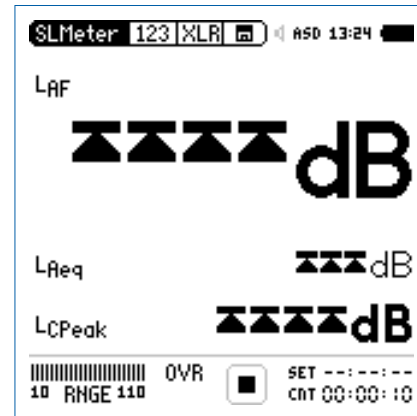 SLMeter 123 XLR ASD 13:24
LAF
dB
LAeq dB
LCPeak dB
OVR SET --:--:--
10 RNGE 110 CNT 00:00:10